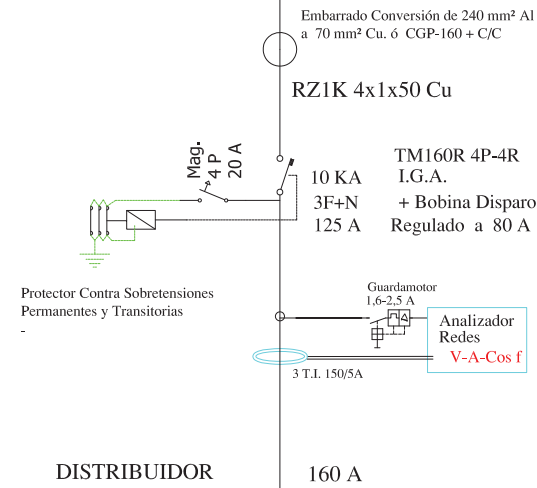 Embarrado Conversión de 240 mm² Al
a 70 mm² Cu. ó CGP-160 + C/C
RZ1K 4x1x50 Cu
Mag.
4 P
20 A
TM160R 4P-4R
10 KA I.G.A.
3F+N + Bobina Disparo
125 A Regulado a 80 A
Protector Contra Sobretensiones
Permanentes y Transitorias
-
Guardamotor
1,6-2,5 A
Analizador
Redes
V-A-Cos f
3 T.I. 150/5A
DISTRIBUIDOR 160 A